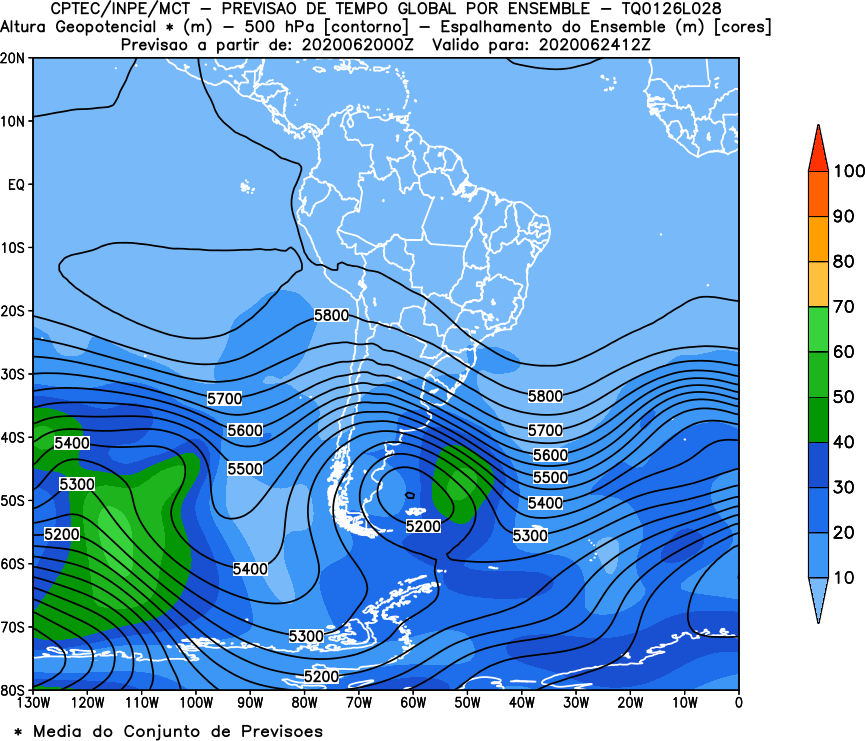 CPTEC/INPE/MCT – PREVISAO DE TEMPO GLOBAL POR ENSEMBLE – TQ0126L028
Altura Geopotencial * (m) – 500 hPa [contorno] – Espalhamento do Ensemble (m) [cores]
Previsao a partir de: 2020062000Z Valido para: 2020062412Z
20N
10N
EQ
10S
20S
30S
40S
50S
60S
70S
80S
5800
5700
5600
5500
5400
5300
5200
5400
5300
5200
5200
5800
5700
5600
5500
5400
5300
130W 120W 110W 100W 90W 80W 70W 60W 50W 40W 30W 20W 10W 0
100
90
80
70
60
50
40
30
20
10
* Media do Conjunto de Previsoes